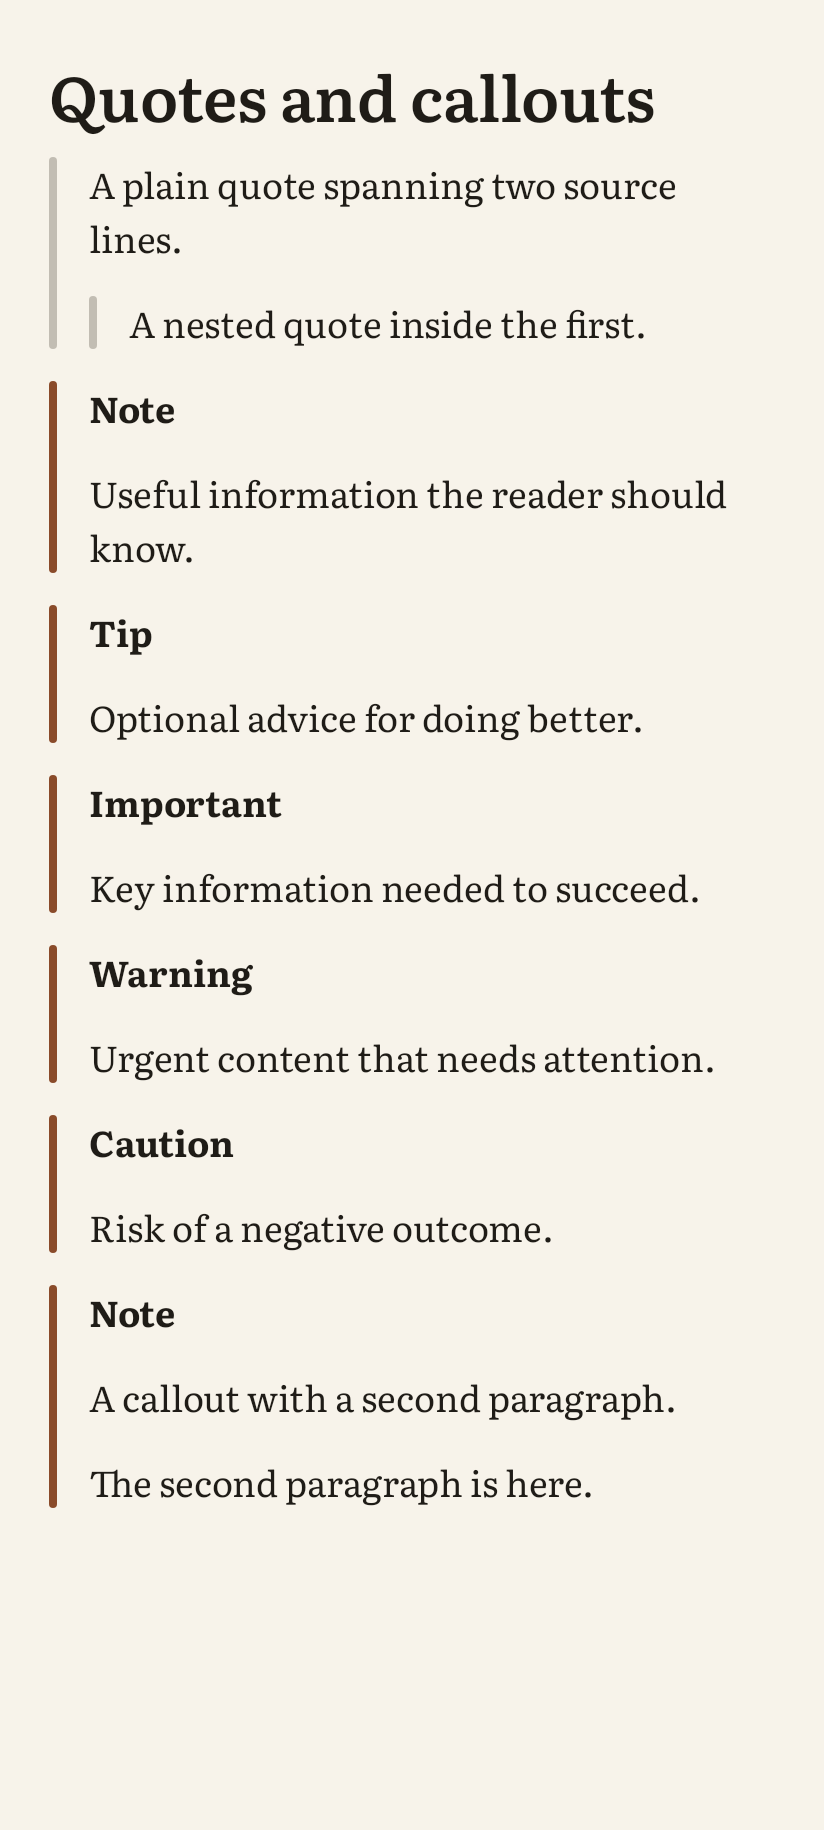 Quotes and callouts
A plain quote spanning two source
lines.
A nested quote inside the first.
Note
Useful information the reader should
know.
Tip
Optional advice for doing better.
Important
Key information needed to succeed.
Warning
Urgent content that needs attention.
Caution
Risk of a negative outcome.
Note
A callout with a second paragraph.
The second paragraph is here.